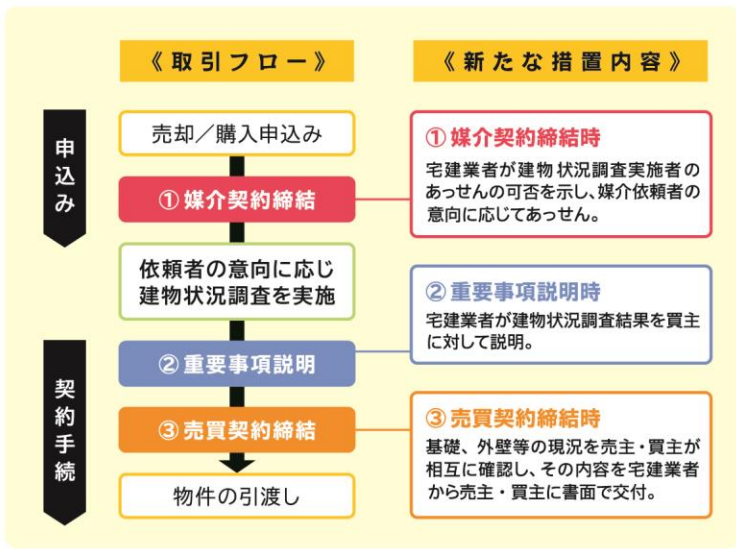 《取引フロー》
《新たな措置内容》
申込み
売却／購入申込み
①媒介契約締結
依頼者の意向に応じ
建物状況調査を実施
契約手続
②重要事項説明
③売買契約締結
物件の引渡し
①媒介契約締結時
宅建業者が建物状況調査実施者の
あっせんの可否を示し、媒介依頼者の
意向に応じてあっせん。
②重要事項説明時
宅建業者が建物状況調査結果を買主
に対して説明。
③売買契約締結時
基礎、外壁等の現況を売主・買主が
相互に確認し、その内容を宅建業者
から売主・買主に書面で交付。